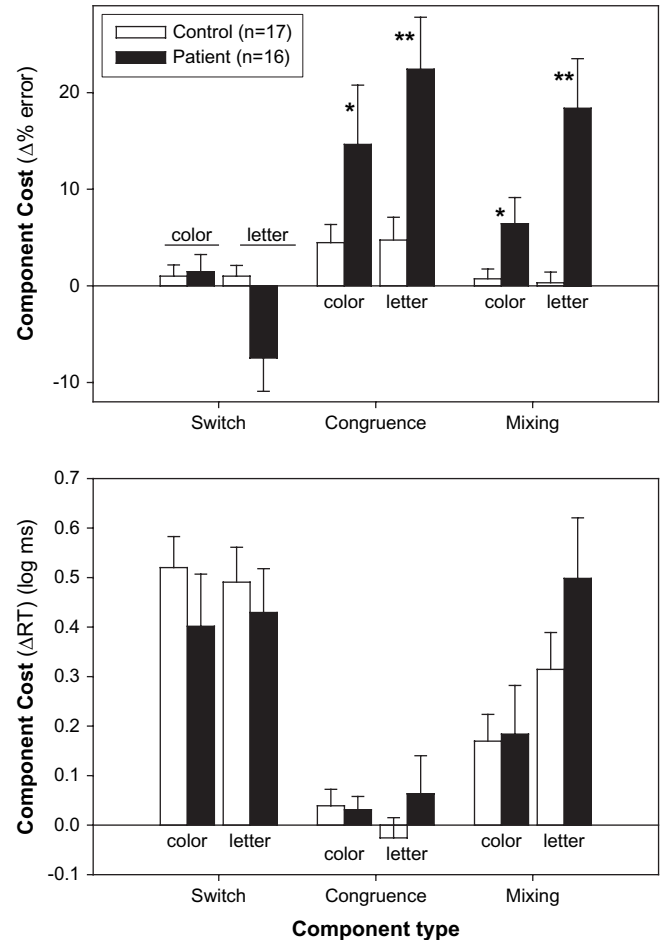 Control (n=17)
Patient (n=16)
Component Cost (Δ% error)
20
10
0
-10
color
letter
*
**
*
**
color
letter
color
letter
Switch
Congruence
Mixing
Component Cost (ΔRT) (log ms)
0.7
0.6
0.5
0.4
0.3
0.2
0.1
0.0
-0.1
color
letter
color
letter
color
letter
Switch
Congruence
Mixing
Component type